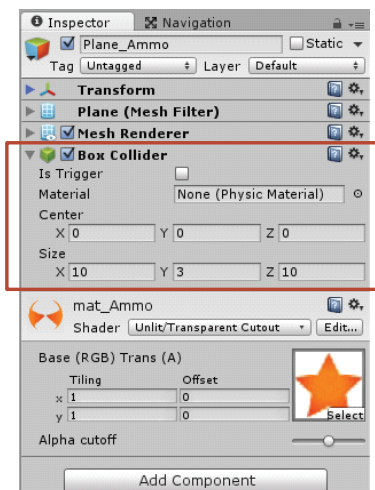 Inspector Navigation
Plane_Ammo Static
Tag Untagged Layer Default
Transform
Plane (Mesh Filter)
Mesh Renderer
Box Collider
Is Trigger
Material None (Physic Material)
Center
X 0 Y 0 Z 0
Size
X 10 Y 3 Z 10
mat_Ammo
Shader Unlit/Transparent Cutout Edit...
Base (RGB) Trans (A)
Tiling Offset
x 1 0
y 1 0
Select
Alpha cutoff
Add Component